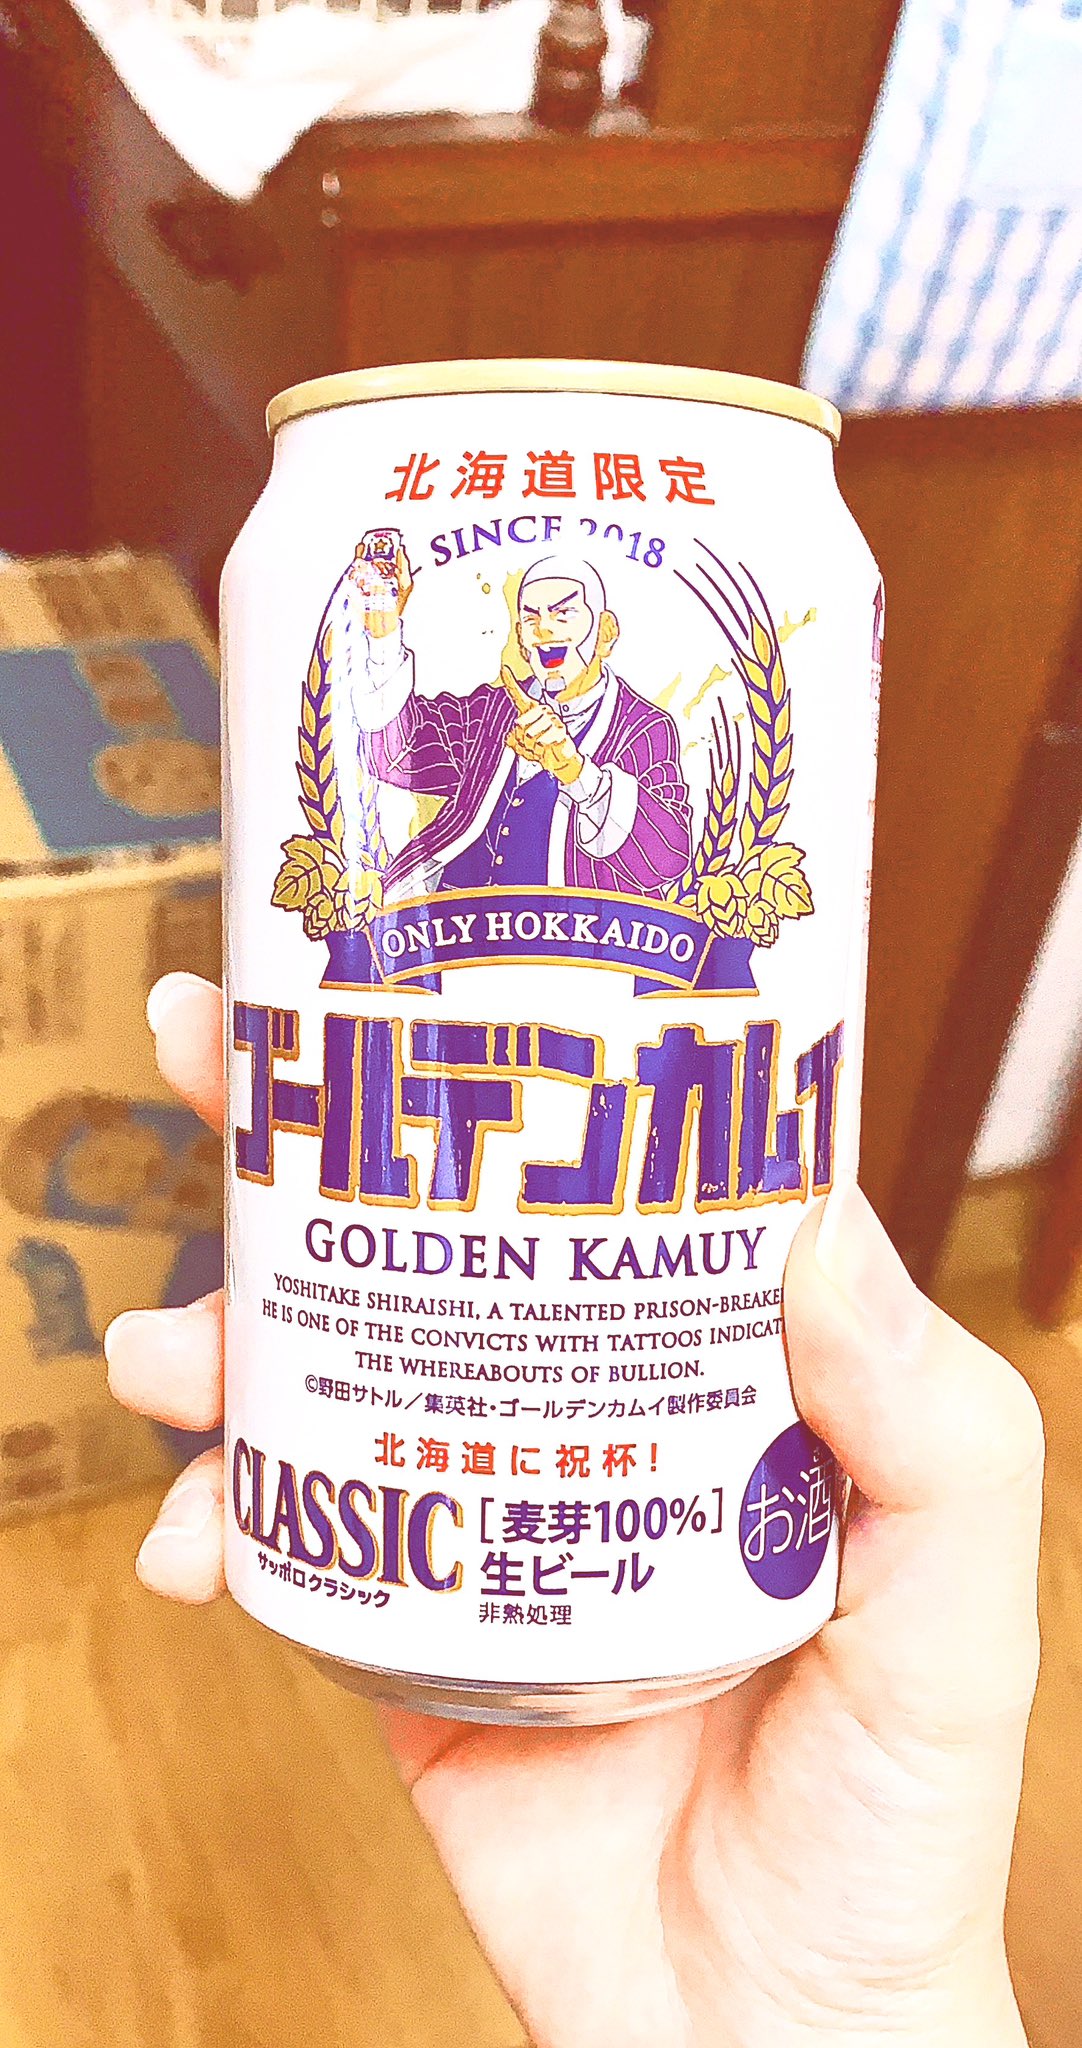 北海道限定
SINCE 2018
ONLY HOKKAIDO
ゴールデンカムイ
GOLDEN KAMUY
YOSHITAKE SHIRAISHI, A TALENTED PRISON-BREAKE
HE IS ONE OF THE CONVICTS WITH TATTOOS INDICAT
THE WHEREABOUTS OF BULLION.
©野田サトル/集英社・ゴールデンカムイ製作委員会
北海道に祝杯!
CLASSIC
サッポロクラシック
[麦芽100%]
生ビール
非熱処理
お酒